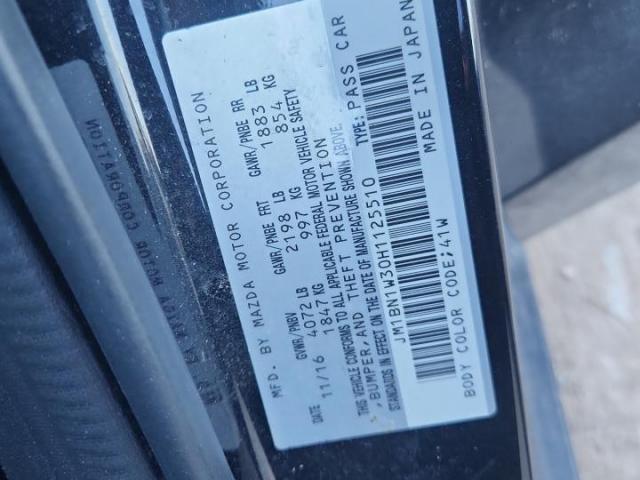 MFD. BY MAZDA MOTOR CORPORATION
DATE GVWR/PNBV GAWR/PNBE FRT GAWR/PNBE RR
11/16 4072 LB 2198 LB 1883 LB
1847 KG 997 KG 854 KG
THIS VEHICLE CONFORMS TO ALL APPLICABLE FEDERAL MOTOR VEHICLE SAFETY
,BUMPER,AND THEFT PREVENTION
STANDATDS IN EFFECT ON THE DATE OF MANUFACTURE SHOWN ABOVE.
JM1BN1W30H1125510 TYPE: PASS CAR
BODY COLOR CODE;41W MADE IN JAPAN
MOTOR CORPORATION